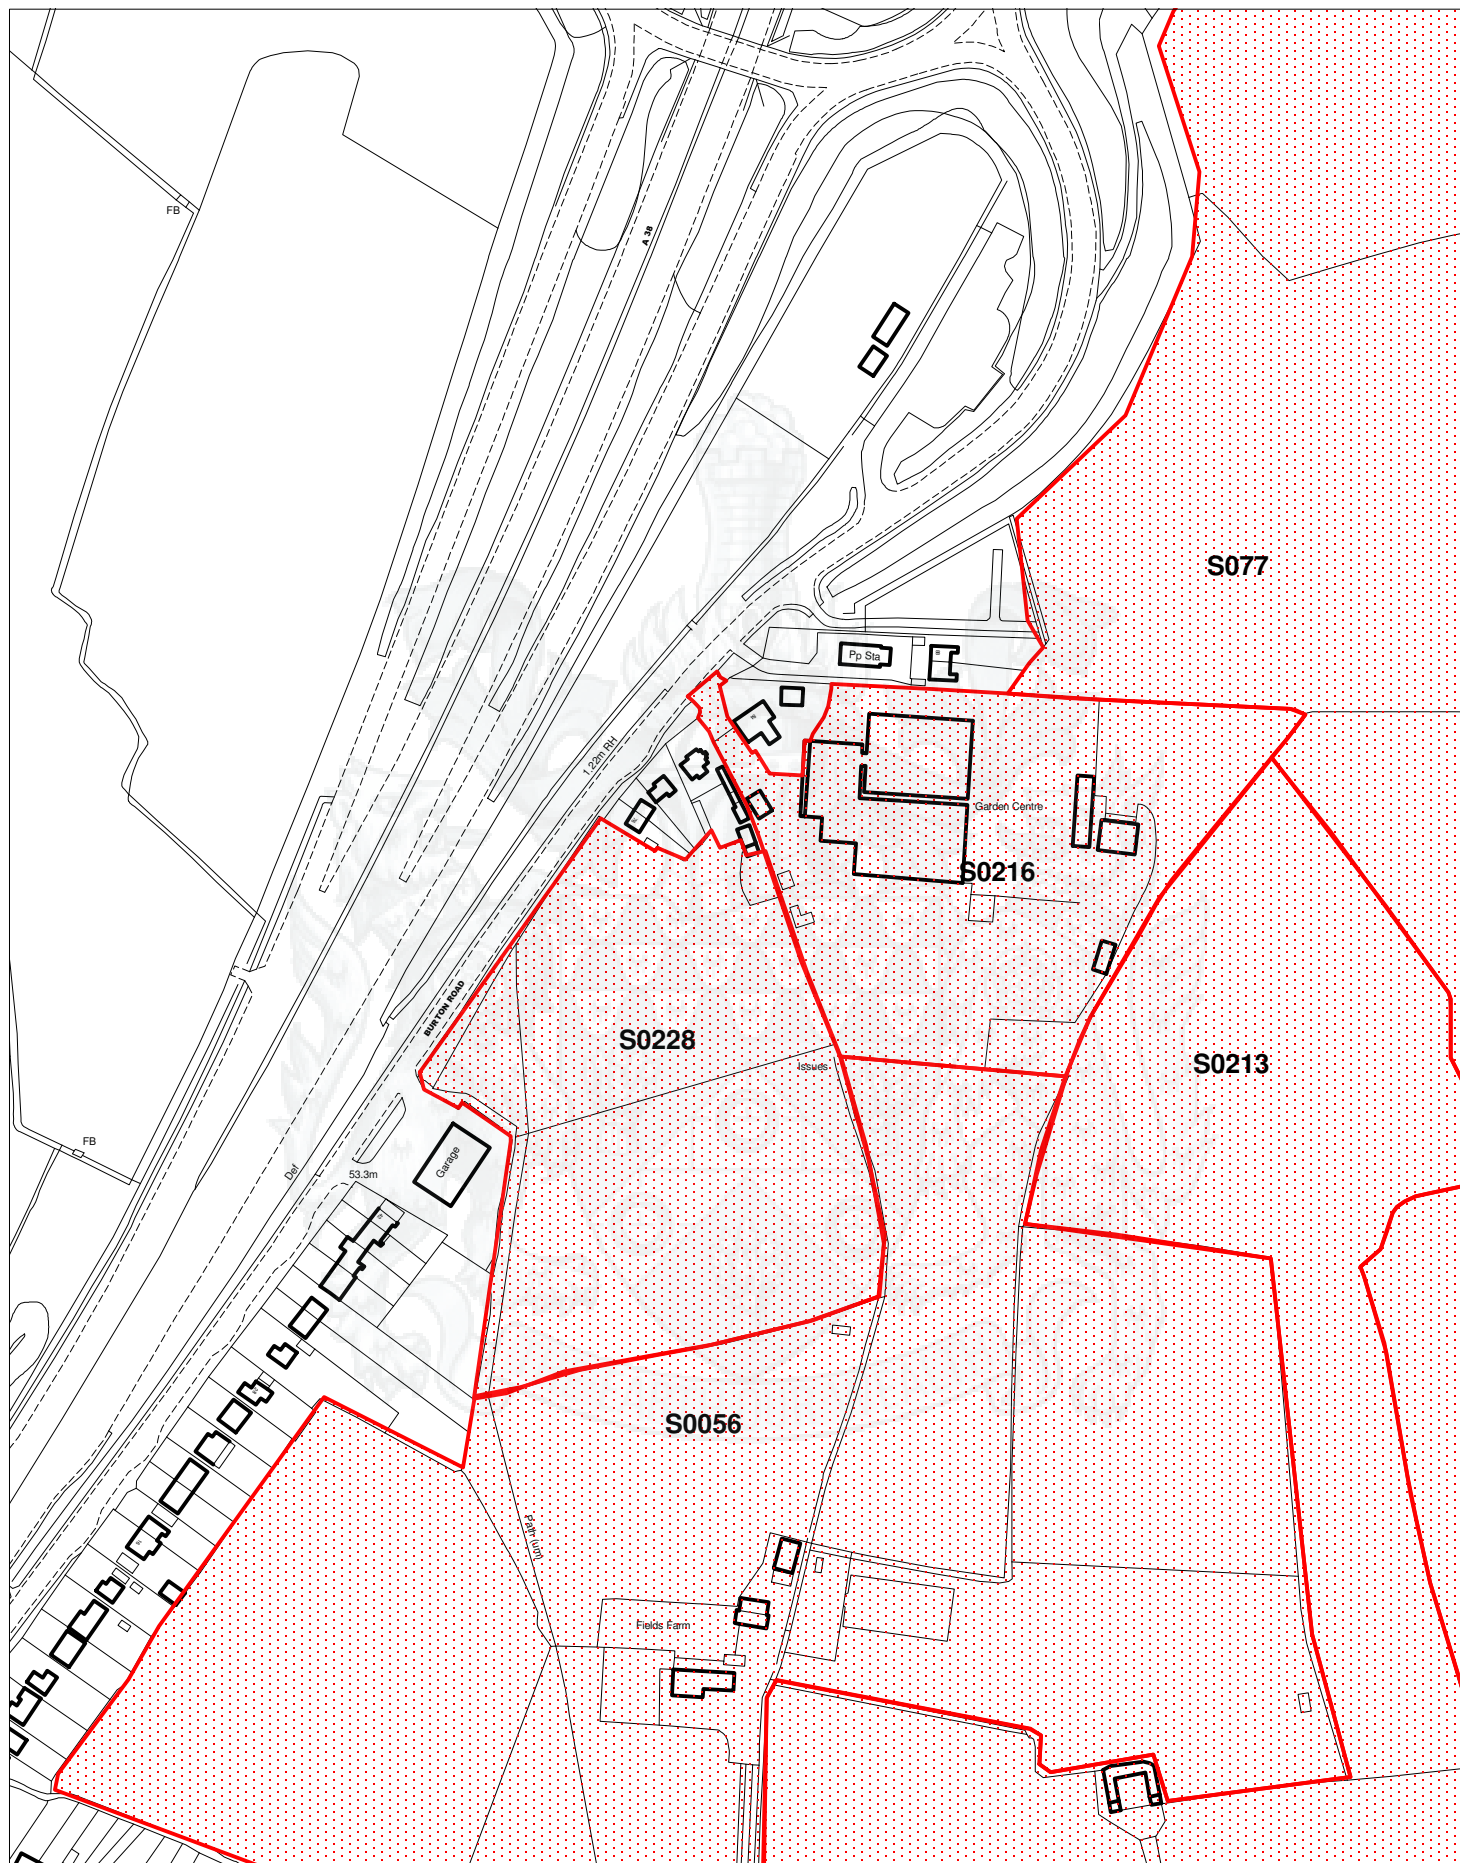 FB
A 38
S077
Pp Sta
1.22m RH
Garden Centre
S0216
BURTON ROAD
S0228
Issues
S0213
FB
Garage
Def
53.3m
S0056
Path (um)
Fields Farm